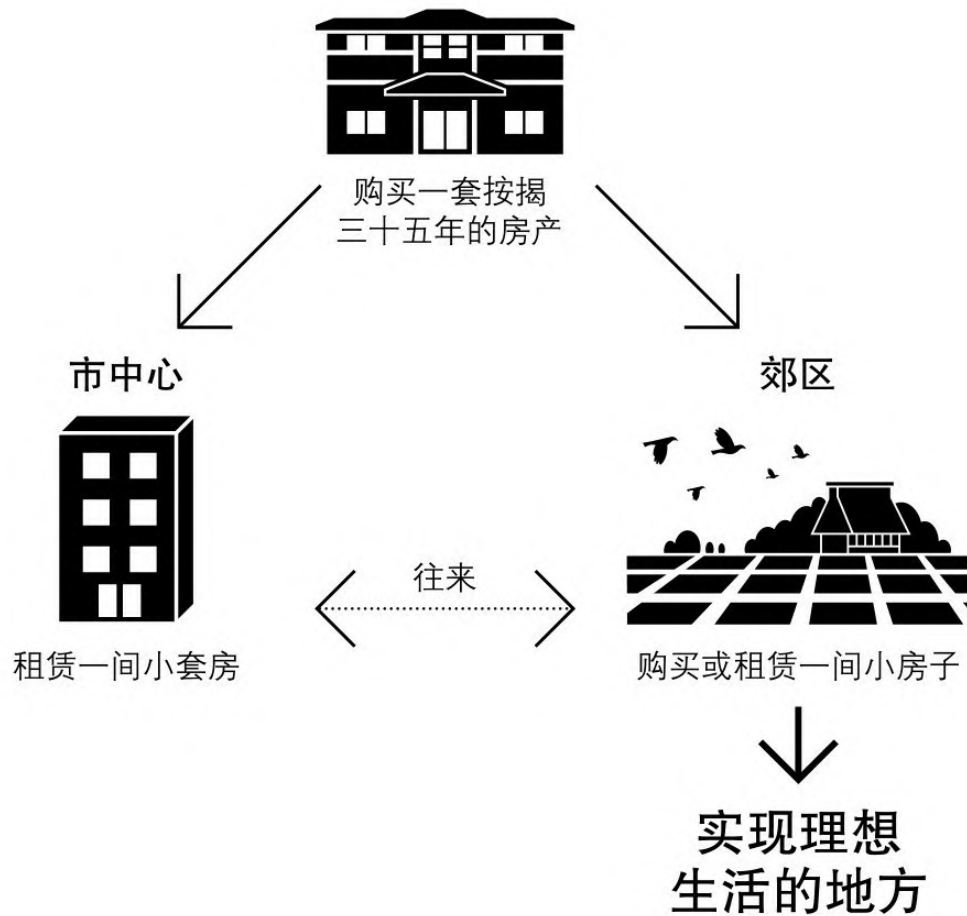 购买一套按揭
三十五年的房产
市中心
郊区
往来
租赁一间小套房
购买或租赁一间小房子
实现理想
生活的地方